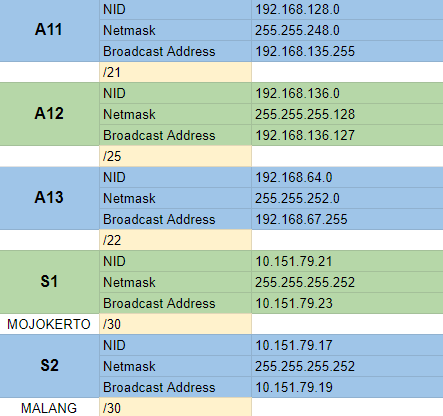 A11
NID 192.168.128.0
Netmask 255.255.248.0
Broadcast Address 192.168.135.255
/21
A12
NID 192.168.136.0
Netmask 255.255.255.128
Broadcast Address 192.168.136.127
/25
A13
NID 192.168.64.0
Netmask 255.255.252.0
Broadcast Address 192.168.67.255
/22
S1
NID 10.151.79.21
Netmask 255.255.255.252
Broadcast Address 10.151.79.23
MOJOKERTO /30
S2
NID 10.151.79.17
Netmask 255.255.255.252
Broadcast Address 10.151.79.19
MALANG /30